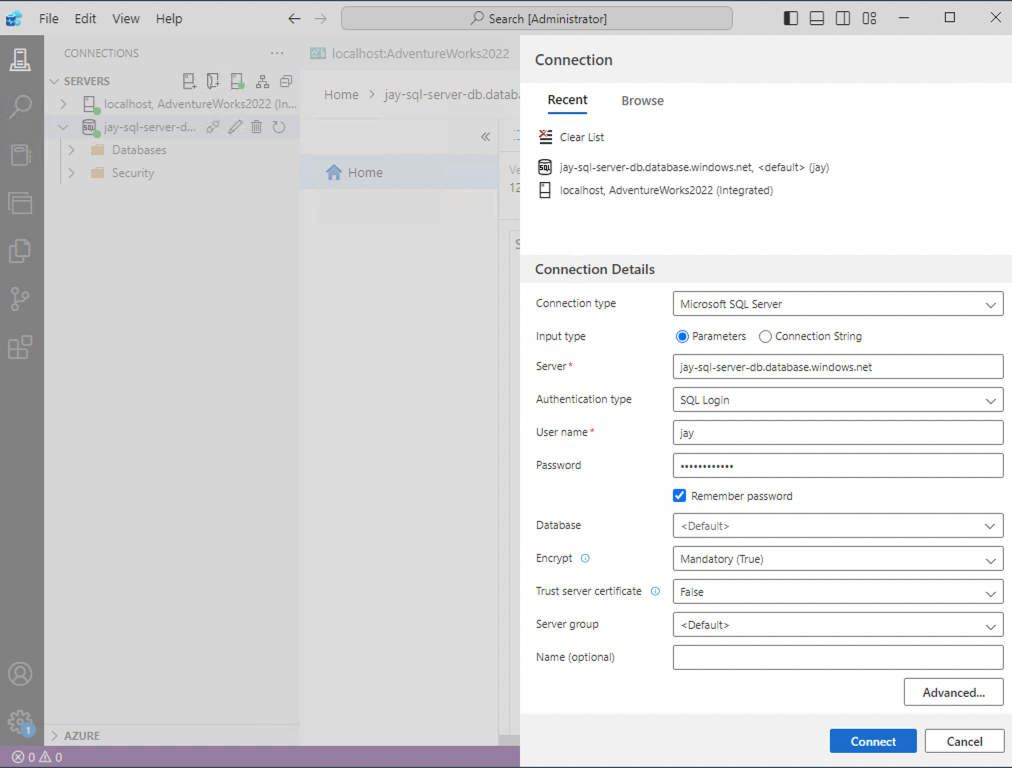 File Edit View Help Search [Administrator]
CONNECTIONS
SERVERS
localhost, AdventureWorks2022 (In...
jay-sql-server-d...
Databases
Security
AZURE
0 0
1
localhost:AdventureWorks2022
Home > jay-sql-server-db.databa
Home
Ve
12
S
Connection
Recent Browse
Clear List
jay-sql-server-db.database.windows.net, <default> (jay)
localhost, AdventureWorks2022 (Integrated)
Connection Details
Connection type Microsoft SQL Server
Input type Parameters Connection String
Server* jay-sql-server-db.database.windows.net
Authentication type SQL Login
User name* jay
Password ••••••••••••
Remember password
Database <Default>
Encrypt Mandatory (True)
Trust server certificate False
Server group <Default>
Name (optional)
Advanced...
Connect Cancel